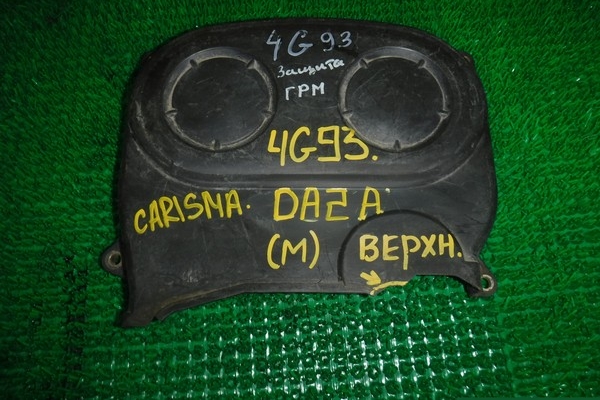 4G93
Защита
ГРМ
4G93.
CARISMA. DA2A
(М) ВЕРХН.